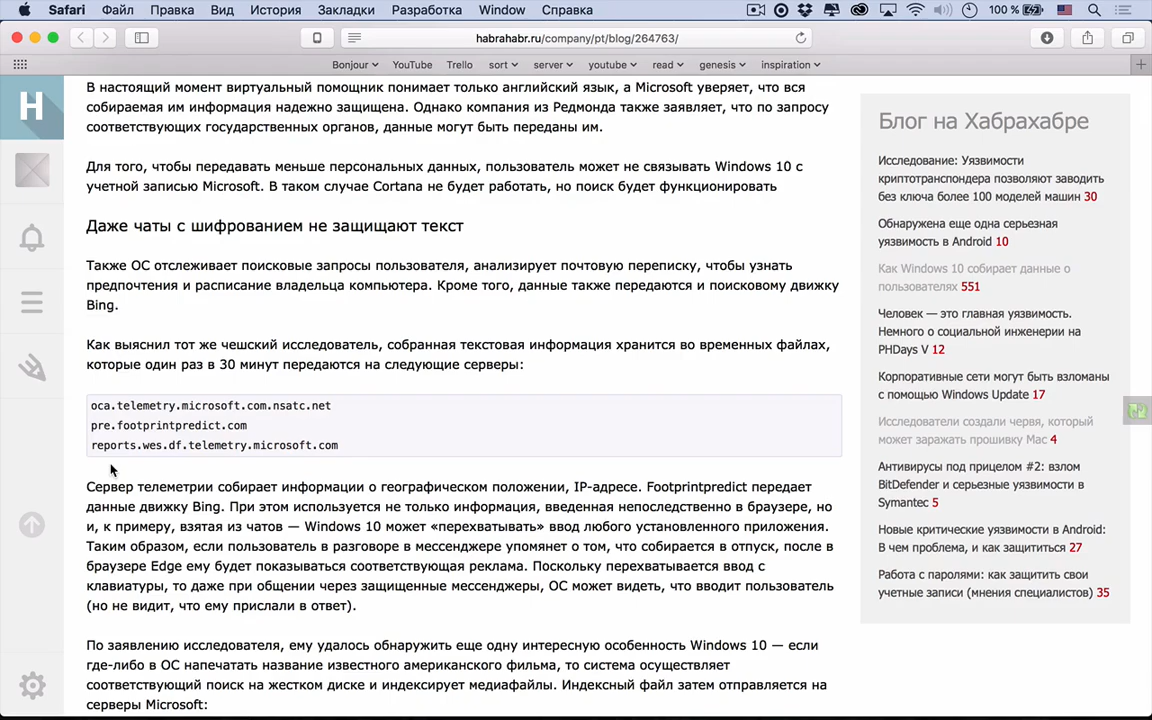 Safari Файл Правка Вид История Закладки Разработка Window Справка 100 %
habrahabr.ru/company/pt/blog/264763/
Bonjour YouTube Trello sort server youtube read genesis inspiration
H
В настоящий момент виртуальный помощник понимает только английский язык, а Microsoft уверяет, что вся
собираемая им информация надежно защищена. Однако компания из Редмонда также заявляет, что по запросу
соответствующих государственных органов, данные могут быть переданы им.
Для того, чтобы передавать меньше персональных данных, пользователь может не связывать Windows 10 с
учетной записью Microsoft. В таком случае Cortana не будет работать, но поиск будет функционировать
Даже чаты с шифрованием не защищают текст
Также ОС отслеживает поисковые запросы пользователя, анализирует почтовую переписку, чтобы узнать
предпочтения и расписание владельца компьютера. Кроме того, данные также передаются и поисковому движку
Bing.
Как выяснил тот же чешский исследователь, собранная текстовая информация хранится во временных файлах,
которые один раз в 30 минут передаются на следующие серверы:
oca.telemetry.microsoft.com.nsatc.net
pre.footprintpredict.com
reports.wes.df.telemetry.microsoft.com
Сервер телеметрии собирает информации о географическом положении, IP-адресе. Footprintpredict передает
данные движку Bing. При этом используется не только информация, введенная непосредственно в браузере, но
и, к примеру, взятая из чатов — Windows 10 может «перехватывать» ввод любого установленного приложения.
Таким образом, если пользователь в разговоре в мессенджере упомянет о том, что собирается в отпуск, после в
браузере Edge ему будет показываться соответствующая реклама. Поскольку перехватывается ввод с
клавиатуры, то даже при общении через защищенные мессенджеры, ОС может видеть, что вводит пользователь
(но не видит, что ему прислали в ответ).
По заявлению исследователя, ему удалось обнаружить еще одну интересную особенность Windows 10 — если
где-либо в ОС напечатать название известного американского фильма, то система осуществляет
соответствующий поиск на жестком диске и индексирует медиафайлы. Индексный файл затем отправляется на
серверы Microsoft:
Блог на Хабрахабре
Исследование: Уязвимости
криптотранспондера позволяют заводить
без ключа более 100 моделей машин 30
Обнаружена еще одна серьезная
уязвимость в Android 10
Как Windows 10 собирает данные о
пользователях 551
Человек — это главная уязвимость.
Немного о социальной инженерии на
PHDays V 12
Корпоративные сети могут быть взломаны
с помощью Windows Update 17
Исследователи создали червя, который
может заражать прошивку Mac 4
Антивирусы под прицелом #2: взлом
BitDefender и серьезные уязвимости в
Symantec 5
Новые критические уязвимости в Android:
В чем проблема, и как защититься 27
Работа с паролями: как защитить свои
учетные записи (мнения специалистов) 35